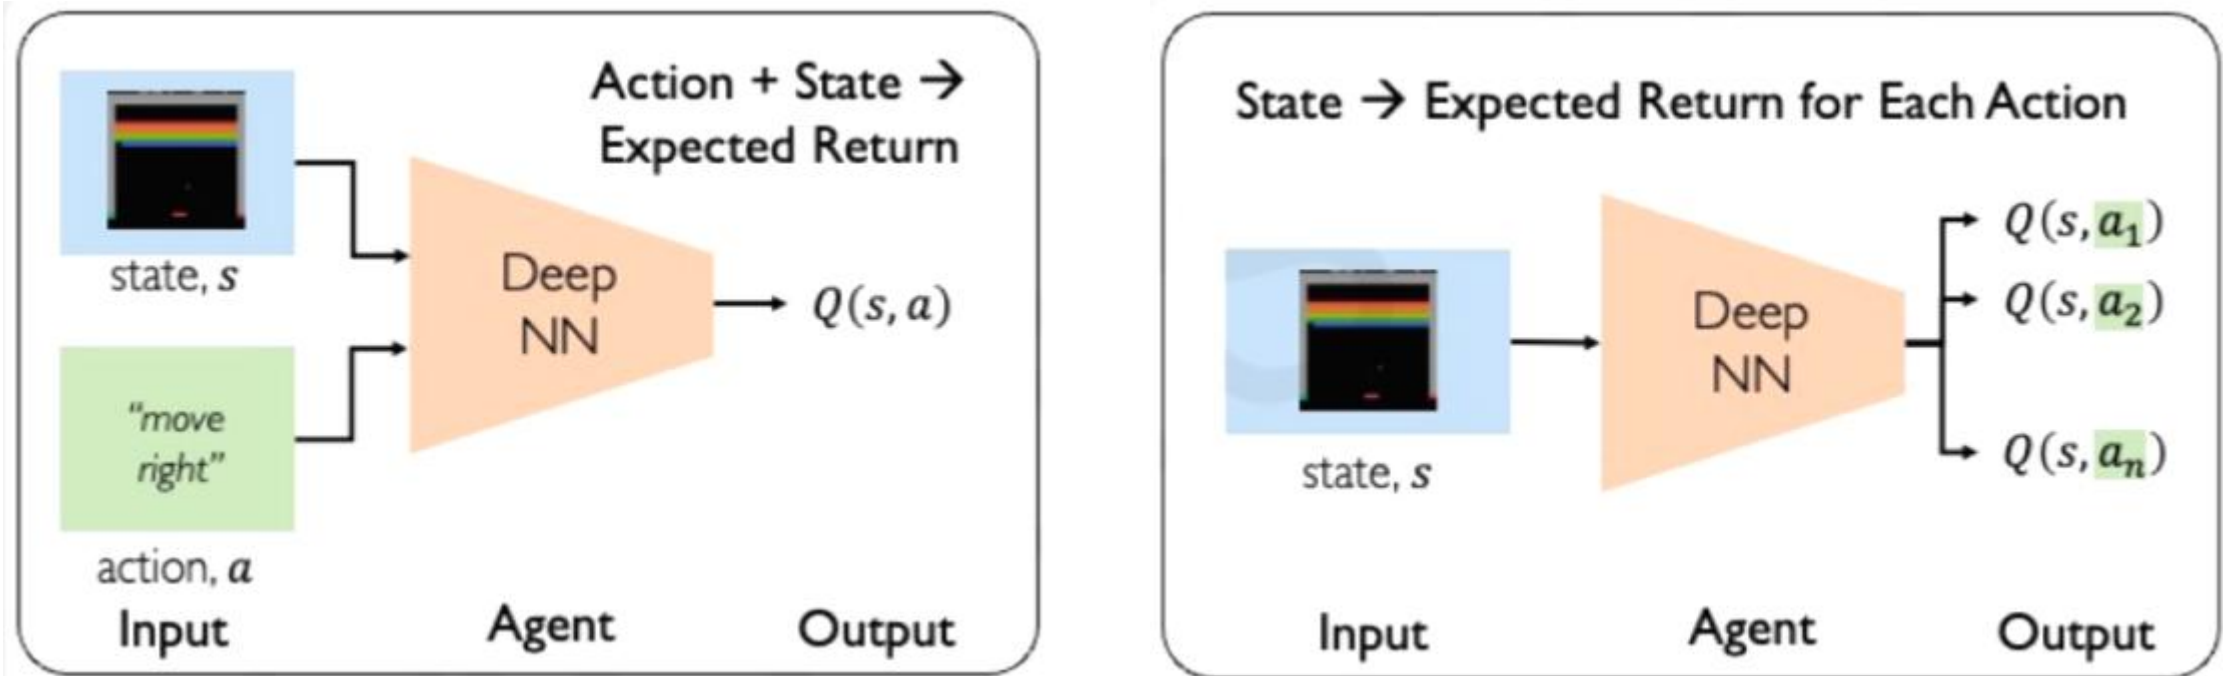 Action + State →
Expected Return
state, s
Deep
NN
Q(s, a)
"move
right"
action, a
Input
Agent
Output
State → Expected Return for Each Action
Q(s, a₁)
Q(s, a₂)
Deep
NN
Q(s, aₙ)
state, s
Input
Agent
Output